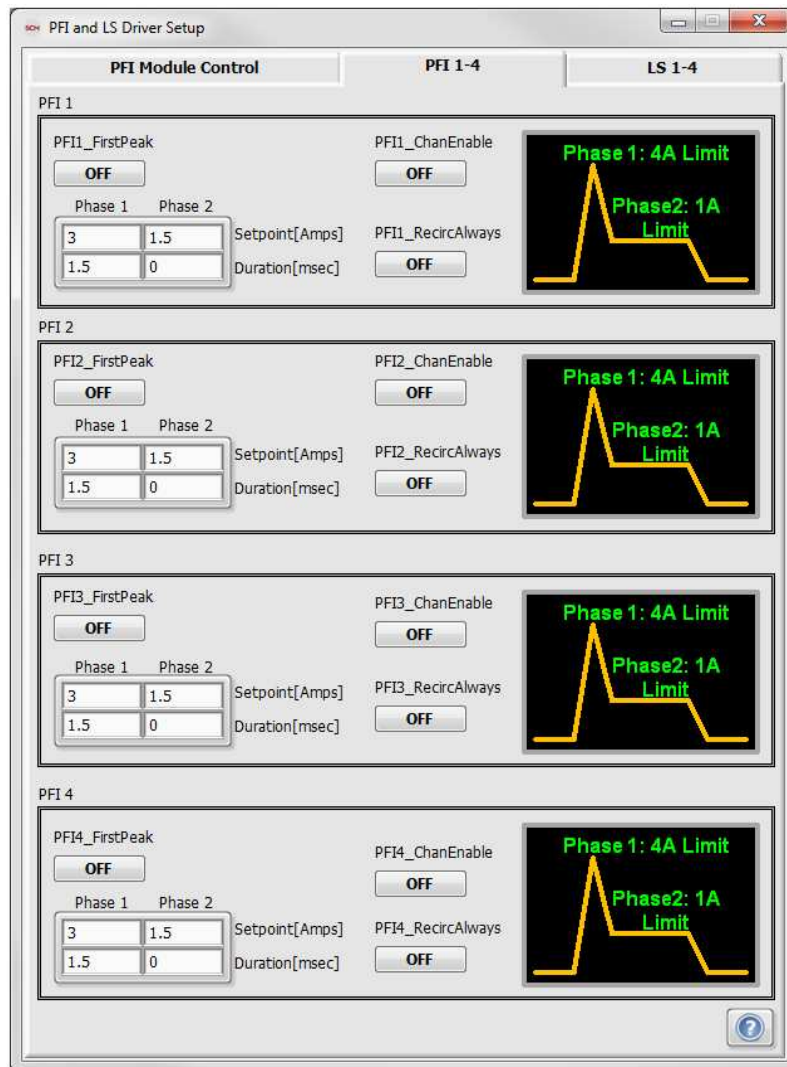 SCM PFI and LS Driver Setup
PFI Module Control PFI 1-4 LS 1-4
PFI 1
PFI1_FirstPeak PFI1_ChanEnable
OFF OFF
Phase 1 Phase 2
3 1.5 Setpoint[Amps] PFI1_RecircAlways
1.5 0 Duration[msec] OFF
Phase 1: 4A Limit
Phase2: 1A
Limit
PFI 2
PFI2_FirstPeak PFI2_ChanEnable
OFF OFF
Phase 1 Phase 2
3 1.5 Setpoint[Amps] PFI2_RecircAlways
1.5 0 Duration[msec] OFF
Phase 1: 4A Limit
Phase2: 1A
Limit
PFI 3
PFI3_FirstPeak PFI3_ChanEnable
OFF OFF
Phase 1 Phase 2
3 1.5 Setpoint[Amps] PFI3_RecircAlways
1.5 0 Duration[msec] OFF
Phase 1: 4A Limit
Phase2: 1A
Limit
PFI 4
PFI4_FirstPeak PFI4_ChanEnable
OFF OFF
Phase 1 Phase 2
3 1.5 Setpoint[Amps] PFI4_RecircAlways
1.5 0 Duration[msec] OFF
Phase 1: 4A Limit
Phase2: 1A
Limit
?